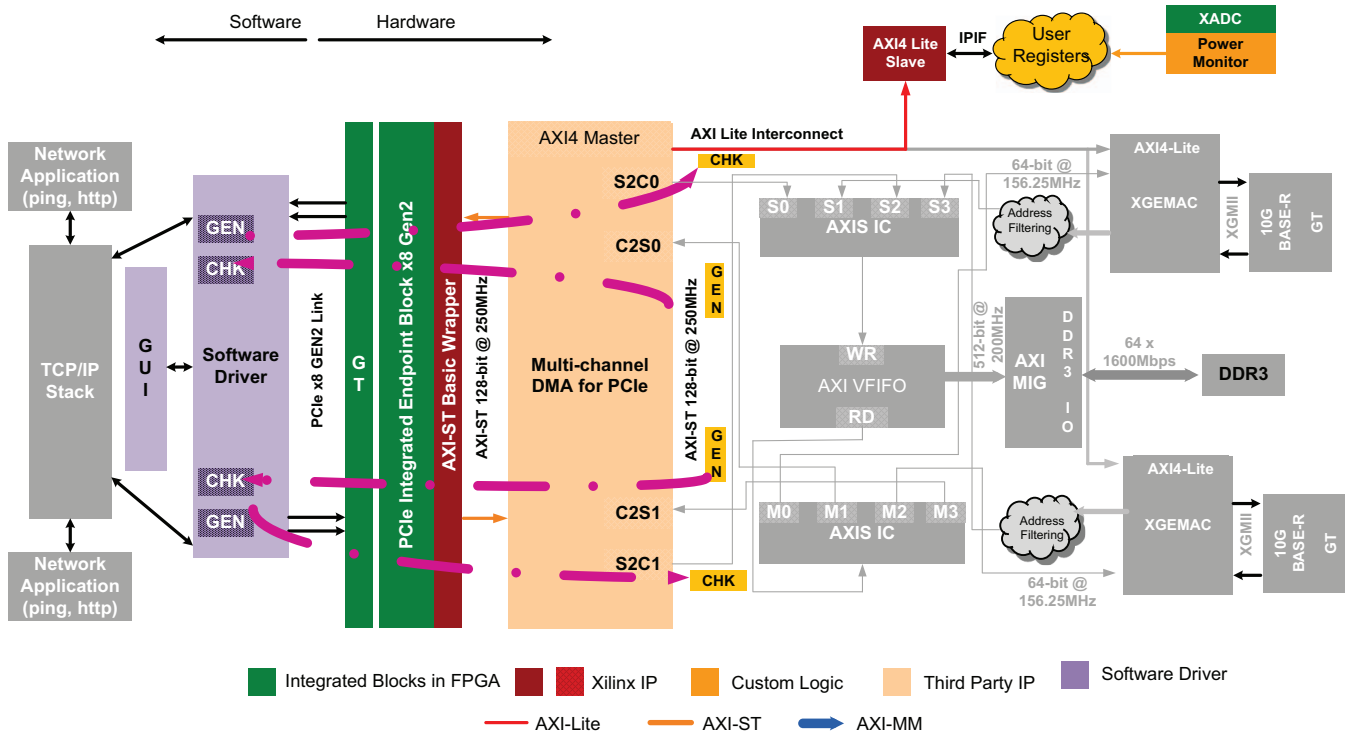 Software
Hardware
XADC
Power
Monitor
AXI4 Lite
Slave
IPIF
User
Registers
AXI Lite Interconnect
AXI4 Master
CHK
64-bit @
156.25MHz
AXI4-Lite
XGEMAC
XGMII
10G
BASE-R
GT
Network
Application
(ping, http)
S2C0
S0
S1
S2
S3
AXIS IC
Address
Filtering
GEN
CHK
C2S0
GEN
TCP/IP
Stack
GUI
Software
Driver
PCIe x8 GEN2 Link
GT
PCIe Integrated Endpoint Block x8 Gen2
AXI-ST Basic Wrapper
AXI-ST 128-bit @ 250MHz
Multi-channel
DMA for PCIe
AXI-ST 128-bit @ 250MHz
WR
AXI VFIFO
RD
512-bit @
200MHz
AXI
MIG
DDR3 IO
64 x
1600Mbps
DDR3
GEN
CHK
GEN
C2S1
S2C1
CHK
M0
M1
M2
M3
AXIS IC
Address
Filtering
AXI4-Lite
XGEMAC
XGMII
10G
BASE-R
GT
64-bit @
156.25MHz
Network
Application
(ping, http)
Integrated Blocks in FPGA
Xilinx IP
Custom Logic
Third Party IP
Software Driver
AXI-Lite
AXI-ST
AXI-MM